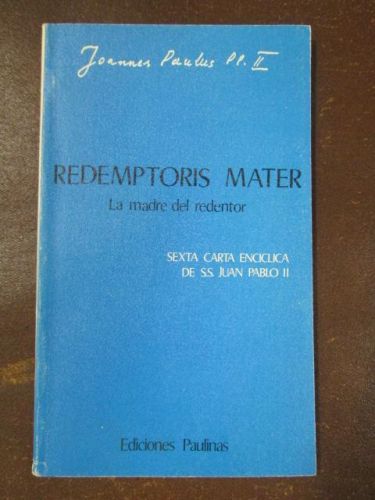 Joannes Paulus PP. II
REDEMPTORIS MATER
La madre del redentor
SEXTA CARTA ENCICLICA
DE S.S. JUAN PABLO II
Ediciones Paulinas